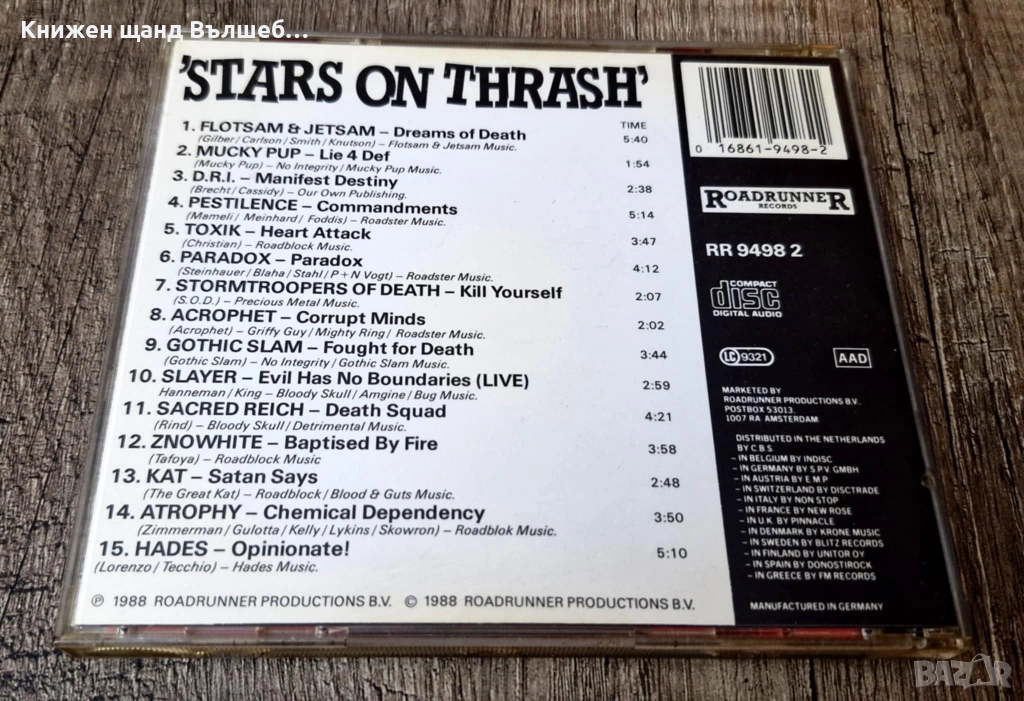 Книжен щанд Вълшеб...
'STARS ON THRASH'
TIME
1. FLOTSAM & JETSAM – Dreams of Death 5:40
(Gilber / Carlson / Smith / Knutson) – Flotsam & Jetsam Music.
2. MUCKY PUP – Lie 4 Def 1:54
(Mucky Pup) – No Integrity / Mucky Pup Music.
3. D.R.I. – Manifest Destiny 2:38
(Brecht / Cassidy) – Our Own Publishing.
4. PESTILENCE – Commandments 5:14
(Mameli / Meinhard / Foddis) – Roadster Music.
5. TOXIK – Heart Attack 3:47
(Christian) – Roadblock Music.
6. PARADOX – Paradox 4:12
(Steinhauer / Blaha / Stahl / P + N Vogt) – Roadster Music.
7. STORMTROOPERS OF DEATH – Kill Yourself 2:07
(S.O.D.) – Precious Metal Music.
8. ACROPHET – Corrupt Minds 2:02
(Acrophet) – Griffy Guy / Mighty Ring / Roadster Music.
9. GOTHIC SLAM – Fought for Death 3:44
(Gothic Slam) – No Integrity / Gothic Slam Music.
10. SLAYER – Evil Has No Boundaries (LIVE) 2:59
Hanneman / King – Bloody Skull / Amgine / Bug Music.
11. SACRED REICH – Death Squad 4:21
(Rind) – Bloody Skull / Detrimental Music.
12. ZNOWHITE – Baptised By Fire 3:58
(Tafoya) – Roadblock Music
13. KAT – Satan Says 2:48
(The Great Kat) – Roadblock / Blood & Guts Music.
14. ATROPHY – Chemical Dependency 3:50
(Zimmerman / Gulotta / Kelly / Lykins / Skowron) – Roadblok Music.
15. HADES – Opinionate! 5:10
(Lorenzo / Tecchio) – Hades Music.
℗ 1988 ROADRUNNER PRODUCTIONS B.V. © 1988 ROADRUNNER PRODUCTIONS B.V.
0 16861-9498-2
ROADRUNNER
RECORDS
RR 9498 2
COMPACT
disc
DIGITAL AUDIO
LC 9321
AAD
MARKETED BY
ROADRUNNER PRODUCTIONS B.V.
POSTBOX 53013
1007 RA AMSTERDAM
DISTRIBUTED IN THE NETHERLANDS
BY C.B.S.
– IN BELGIUM BY INDISC
– IN GERMANY BY S.P.V. GMBH
– IN AUSTRIA BY E.M.P
– IN SWITZERLAND BY DISCTRADE
– IN ITALY BY NON STOP
– IN FRANCE BY NEW ROSE
– IN U.K. BY PINNACLE
– IN DENMARK BY KRONE MUSIC
– IN SWEDEN BY BLITZ RECORDS
– IN FINLAND BY UNITOR OY
– IN SPAIN BY DONOSTIROCK
– IN GREECE BY FM RECORDS
MANUFACTURED IN GERMANY
BAZAR